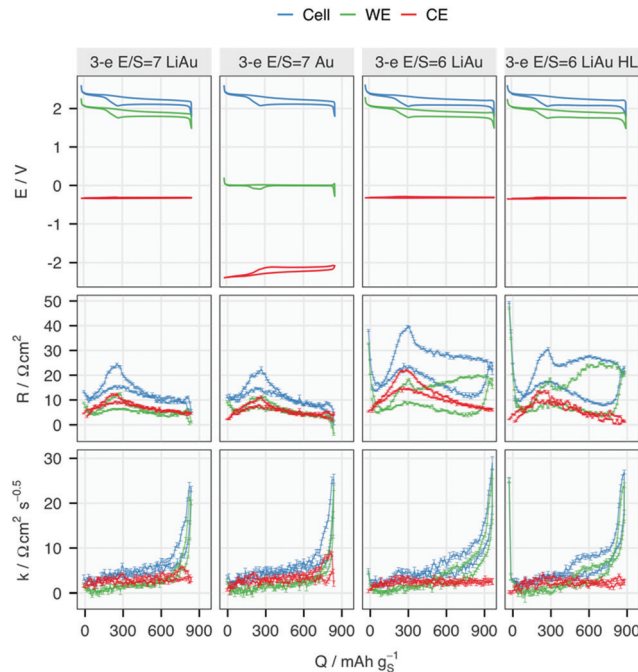 Cell WE CE
3-e E/S=7 LiAu 3-e E/S=7 Au 3-e E/S=6 LiAu 3-e E/S=6 LiAu HL
E / V
2
1
0
-1
-2
R / Ωcm²
50
40
30
20
10
0
k / Ωcm² s⁻⁰·⁵
30
20
10
0
0 300 600 900 0 300 600 900 0 300 600 900 0 300 600 900
Q / mAh gS⁻¹